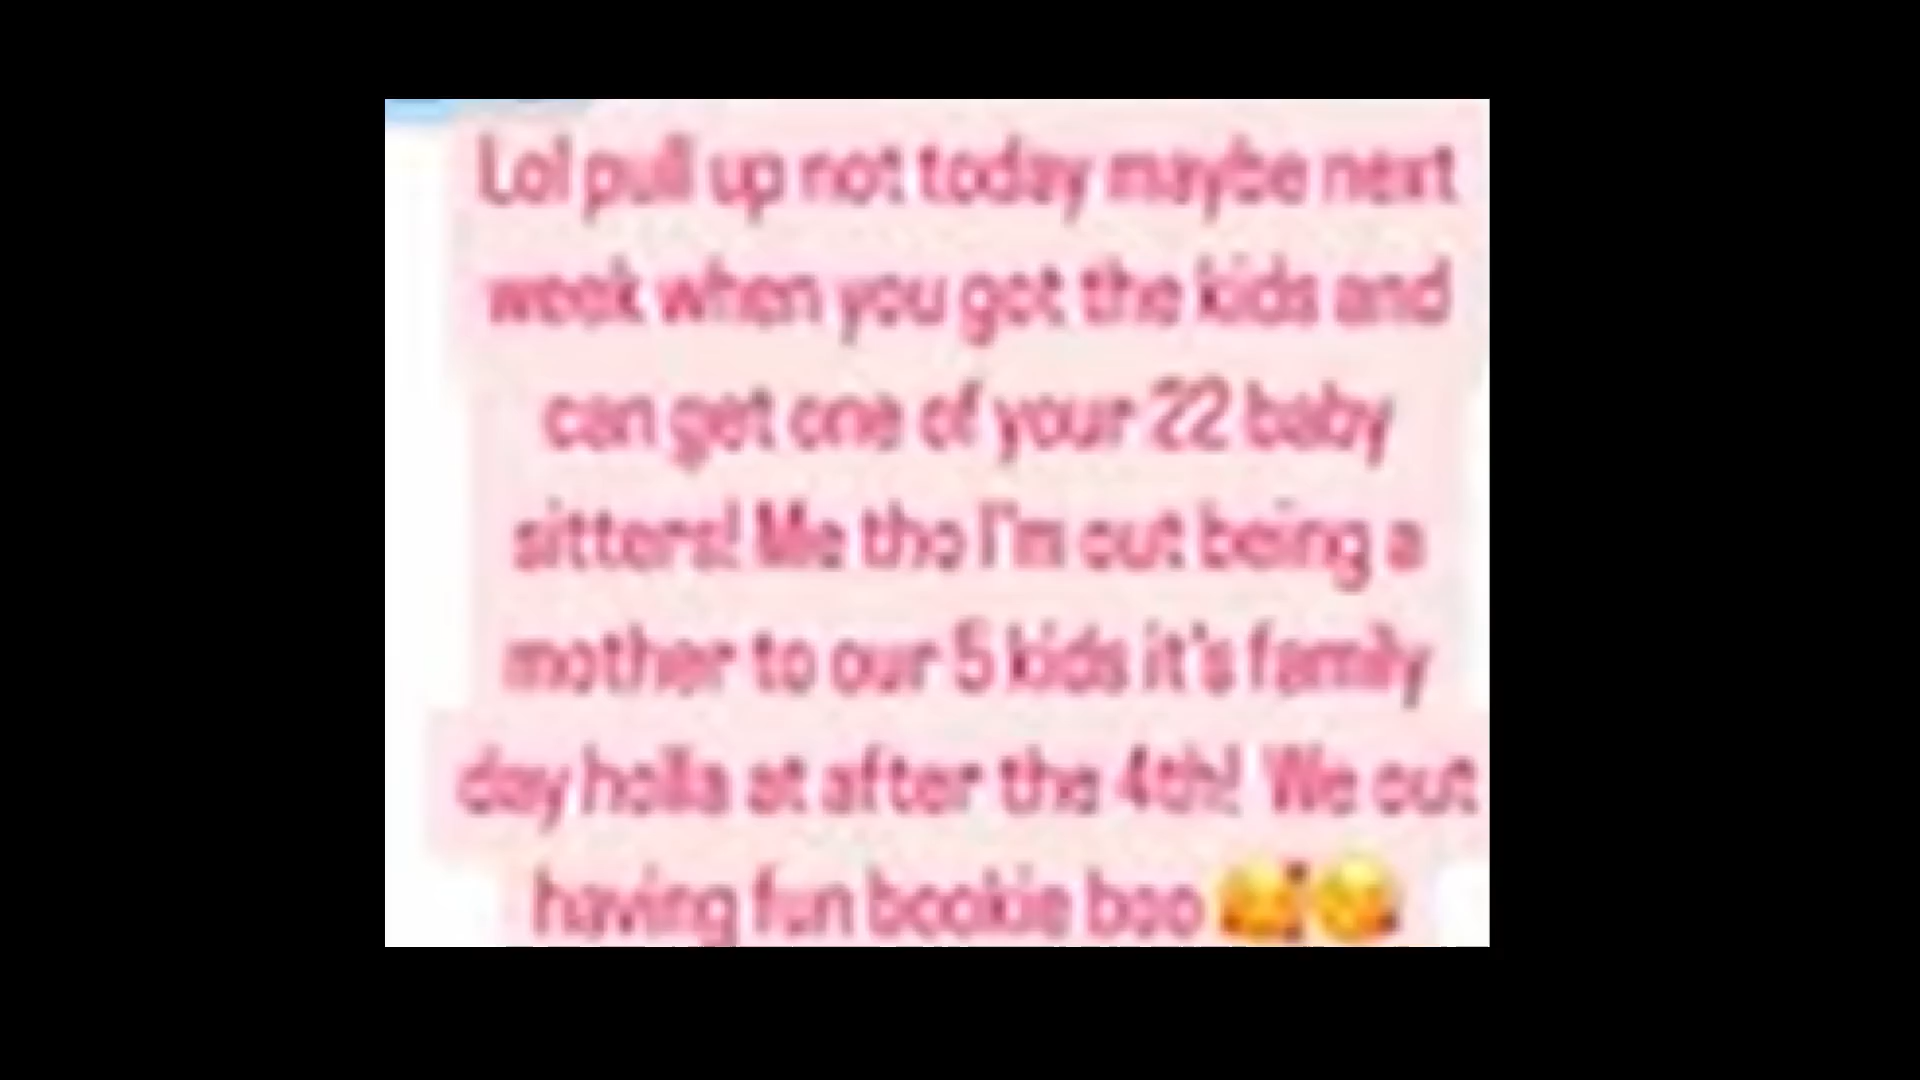 Lol pull up not today maybe next
week when you got the kids and
can get one of your 22 baby
sitters! Me tho I'm out being a
mother to our 5 kids it's family
day holla at after the 4th! We out
having fun bookie boo 🥰😘